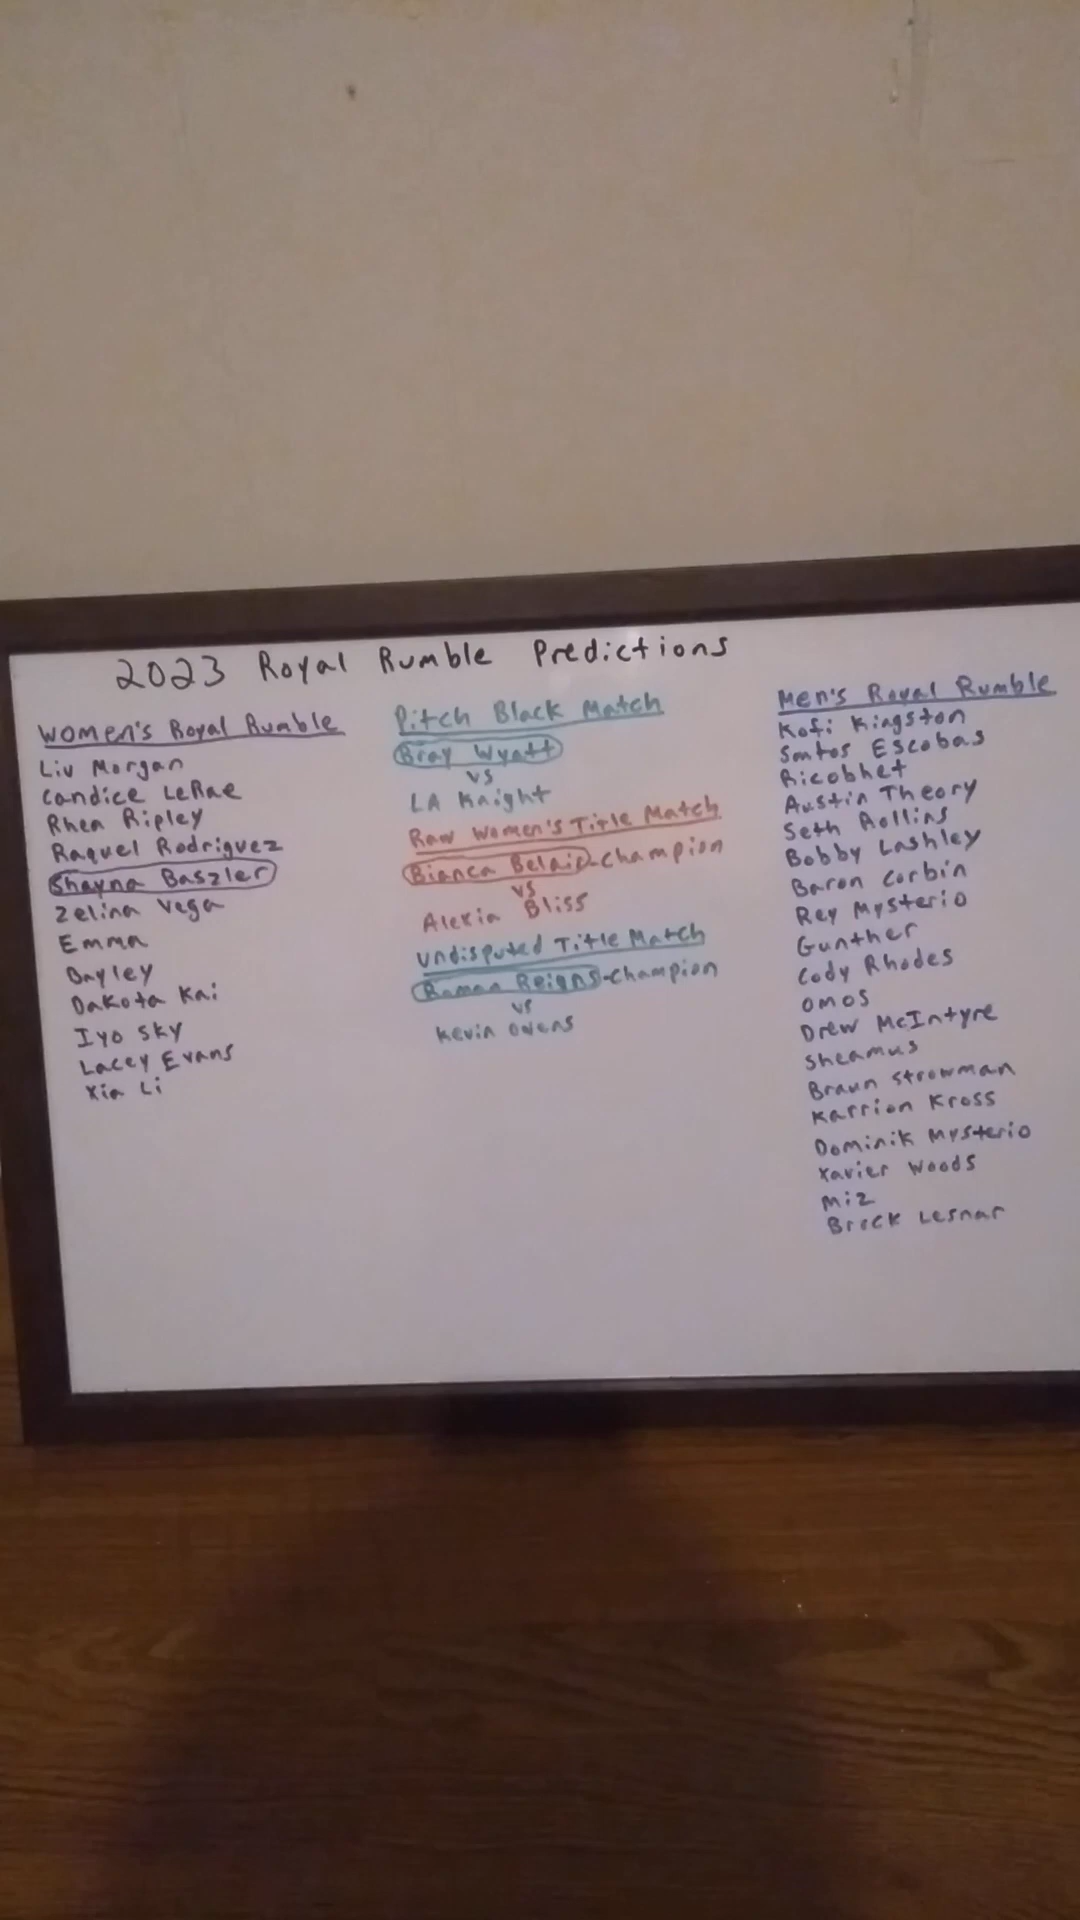 2023 Royal Rumble Predictions
Women's Royal Rumble
Liv Morgan
Candice LeRae
Rhea Ripley
Raquel Rodriguez
Shayna Baszler
Zelina Vega
Emma
Bayley
Dakota Kai
Iyo Sky
Lacey Evans
Xia Li
Pitch Black Match
Bray Wyatt
vs
LA Knight
Raw Women's Title Match
Bianca Belair-champion
vs
Alexia Bliss
Undisputed Title Match
Roman Reigns-champion
vs
Kevin Owens
Men's Royal Rumble
Kofi Kingston
Santos Escobas
Ricobhet
Austin Theory
Seth Rollins
Bobby Lashley
Baron Corbin
Rey Mysterio
Gunther
Cody Rhodes
Omos
Drew McIntyre
Sheamus
Braun Strowman
Karrion Kross
Dominik Mysterio
Xavier Woods
Miz
Brock Lesnar